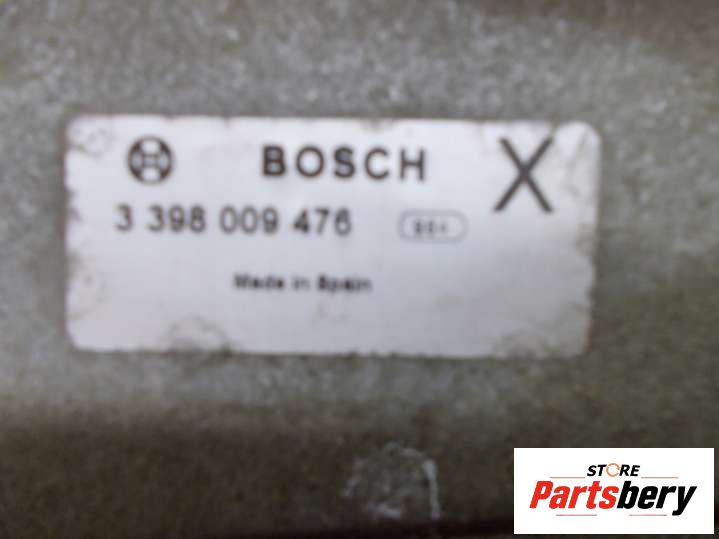 BOSCH X
3 398 009 476
Made in Spain
STORE
Partsbery